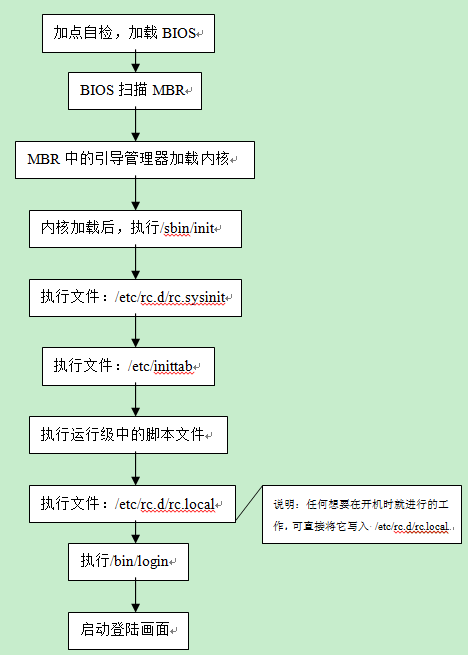 加点自检，加载 BIOS
BIOS 扫描 MBR
MBR 中的引导管理器加载内核
内核加载后，执行/sbin/init
执行文件：/etc/rc.d/rc.sysinit
执行文件：/etc/inittab
执行运行级中的脚本文件
执行文件：/etc/rc.d/rc.local
说明：任何想要在开机时就进行的工
作，可直接将它写入 /etc/rc.d/rc.local
执行/bin/login
启动登陆画面